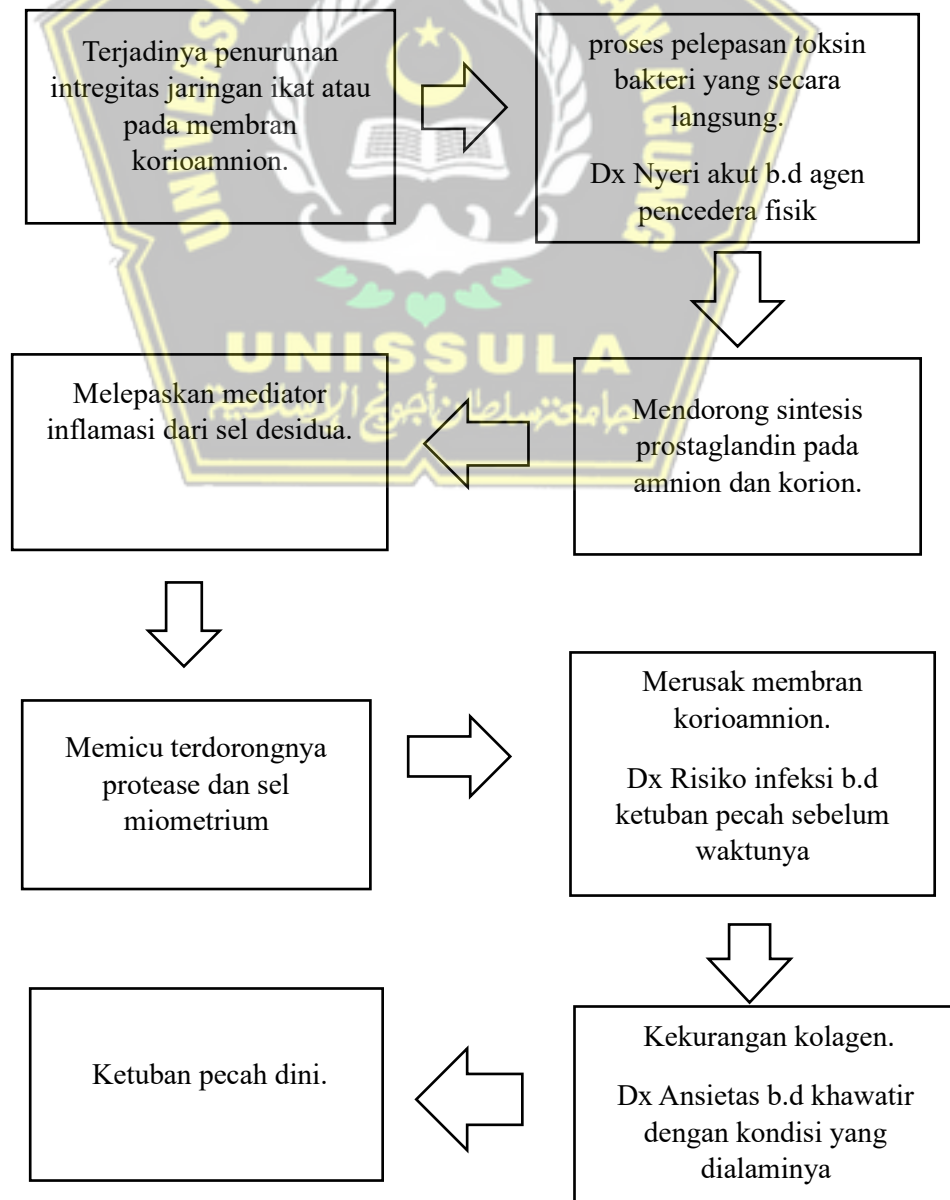 Terjadinya penurunan
intregitas jaringan ikat atau
pada membran
korioamnion.
proses pelepasan toksin
bakteri yang secara
langsung.
Dx Nyeri akut b.d agen
pencedera fisik
UNISSULA
جامعتسلطان أجونج الإسلامية
Melepaskan mediator
inflamasi dari sel desidua.
Mendorong sintesis
prostaglandin pada
amnion dan korion.
Memicu terdorongnya
protease dan sel
miometrium
Merusak membran
korioamnion.
Dx Risiko infeksi b.d
ketuban pecah sebelum
waktunya
Ketuban pecah dini.
Kekurangan kolagen.
Dx Ansietas b.d khawatir
dengan kondisi yang
dialaminya